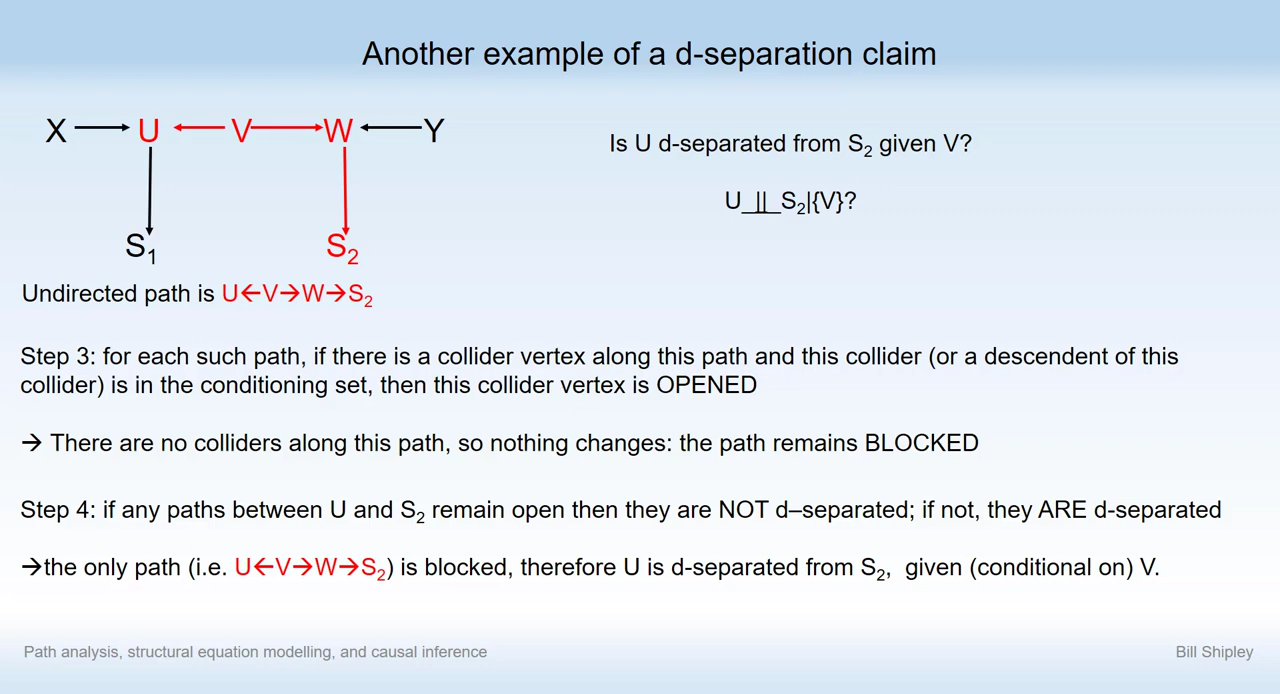 Another example of a d-separation claim
X → U ← V → W ← Y
Is U d-separated from S₂ given V?
U_||_S₂|{V}?
S₁ S₂
Undirected path is U←V→W→S₂
Step 3: for each such path, if there is a collider vertex along this path and this collider (or a descendent of this
collider) is in the conditioning set, then this collider vertex is OPENED
→ There are no colliders along this path, so nothing changes: the path remains BLOCKED
Step 4: if any paths between U and S₂ remain open then they are NOT d–separated; if not, they ARE d-separated
→the only path (i.e. U←V→W→S₂) is blocked, therefore U is d-separated from S₂, given (conditional on) V.
Path analysis, structural equation modelling, and causal inference
Bill Shipley